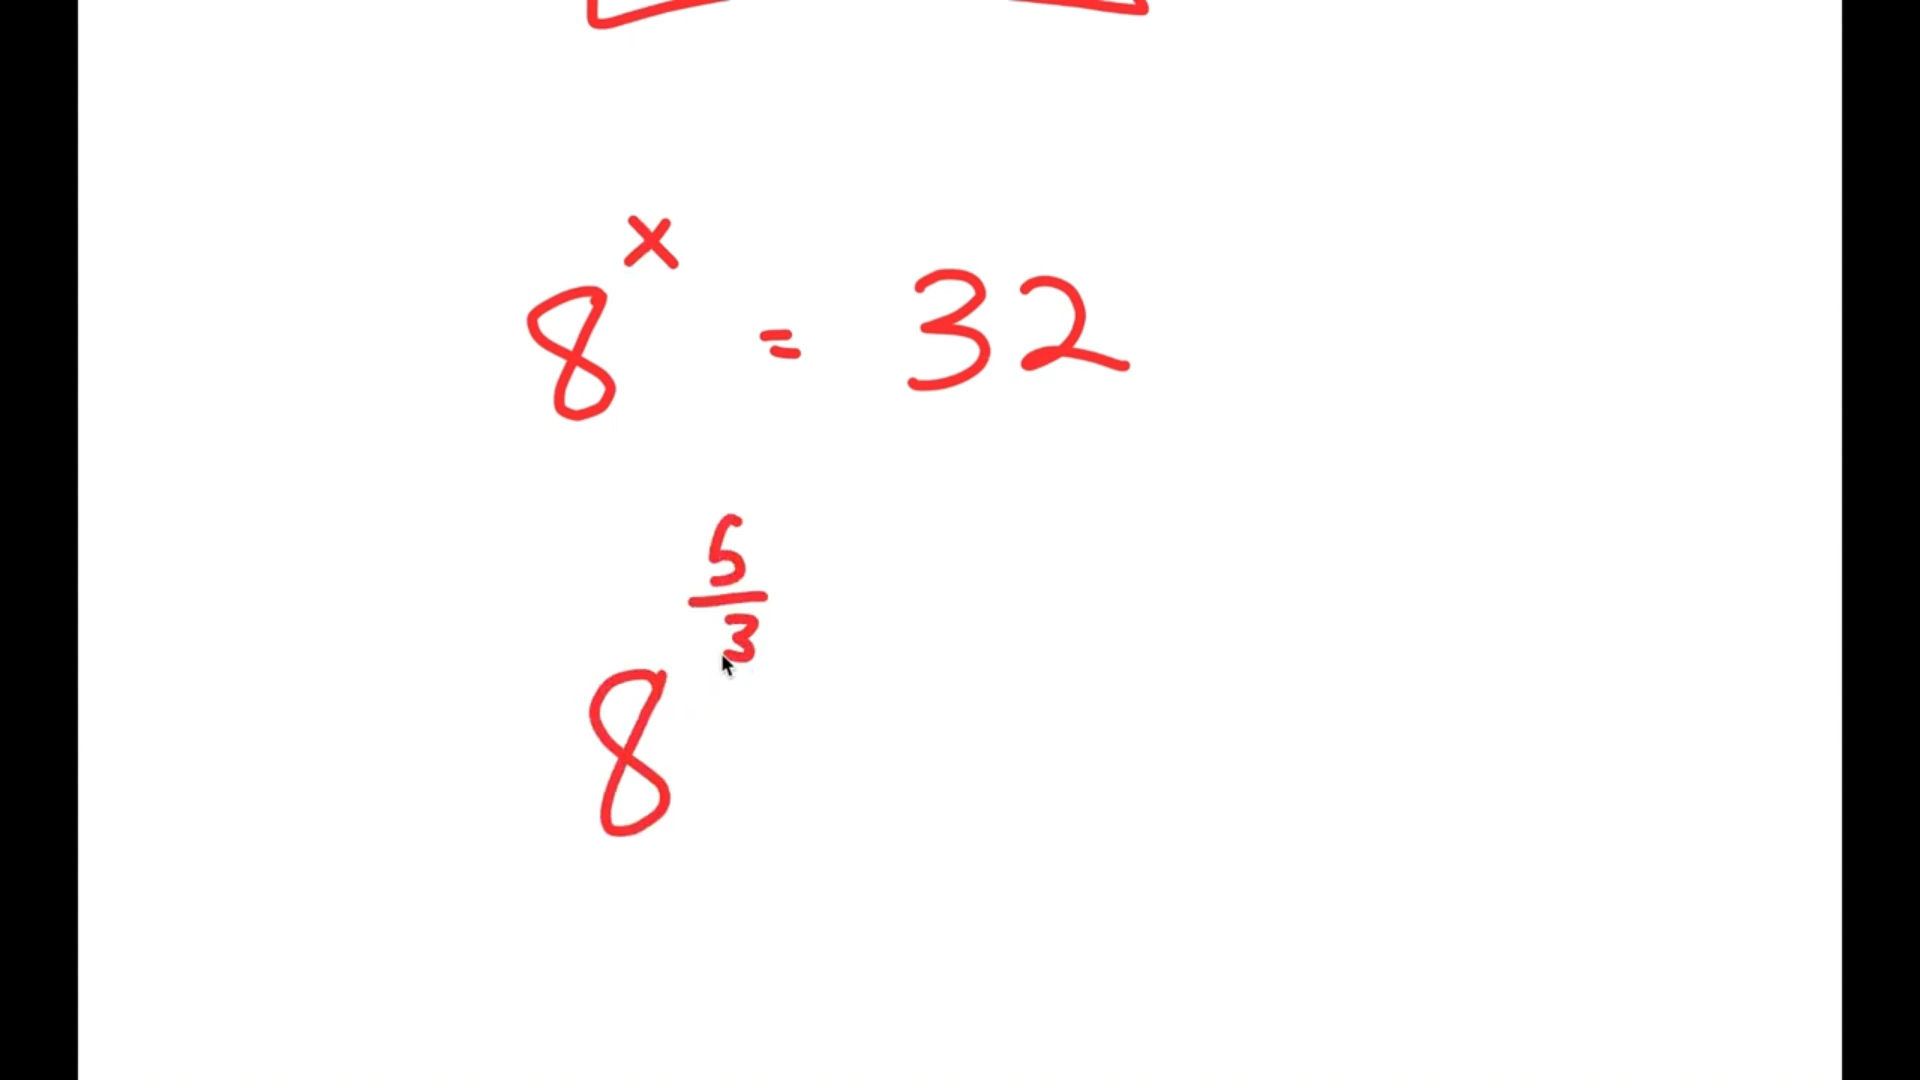 8^x = 32
8^(5/3)